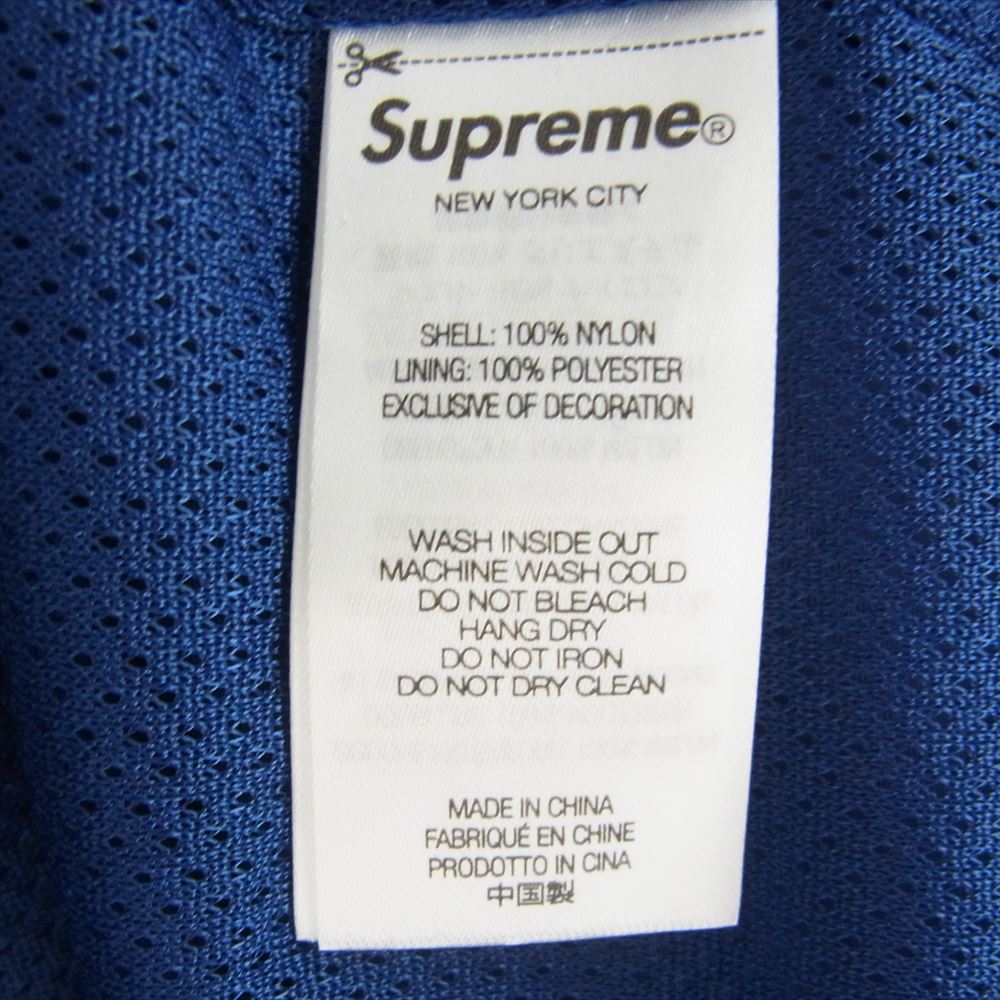 Supreme®
NEW YORK CITY
SHELL: 100% NYLON
LINING: 100% POLYESTER
EXCLUSIVE OF DECORATION
WASH INSIDE OUT
MACHINE WASH COLD
DO NOT BLEACH
HANG DRY
DO NOT IRON
DO NOT DRY CLEAN
MADE IN CHINA
FABRIQUÉ EN CHINE
PRODOTTO IN CINA
中国製